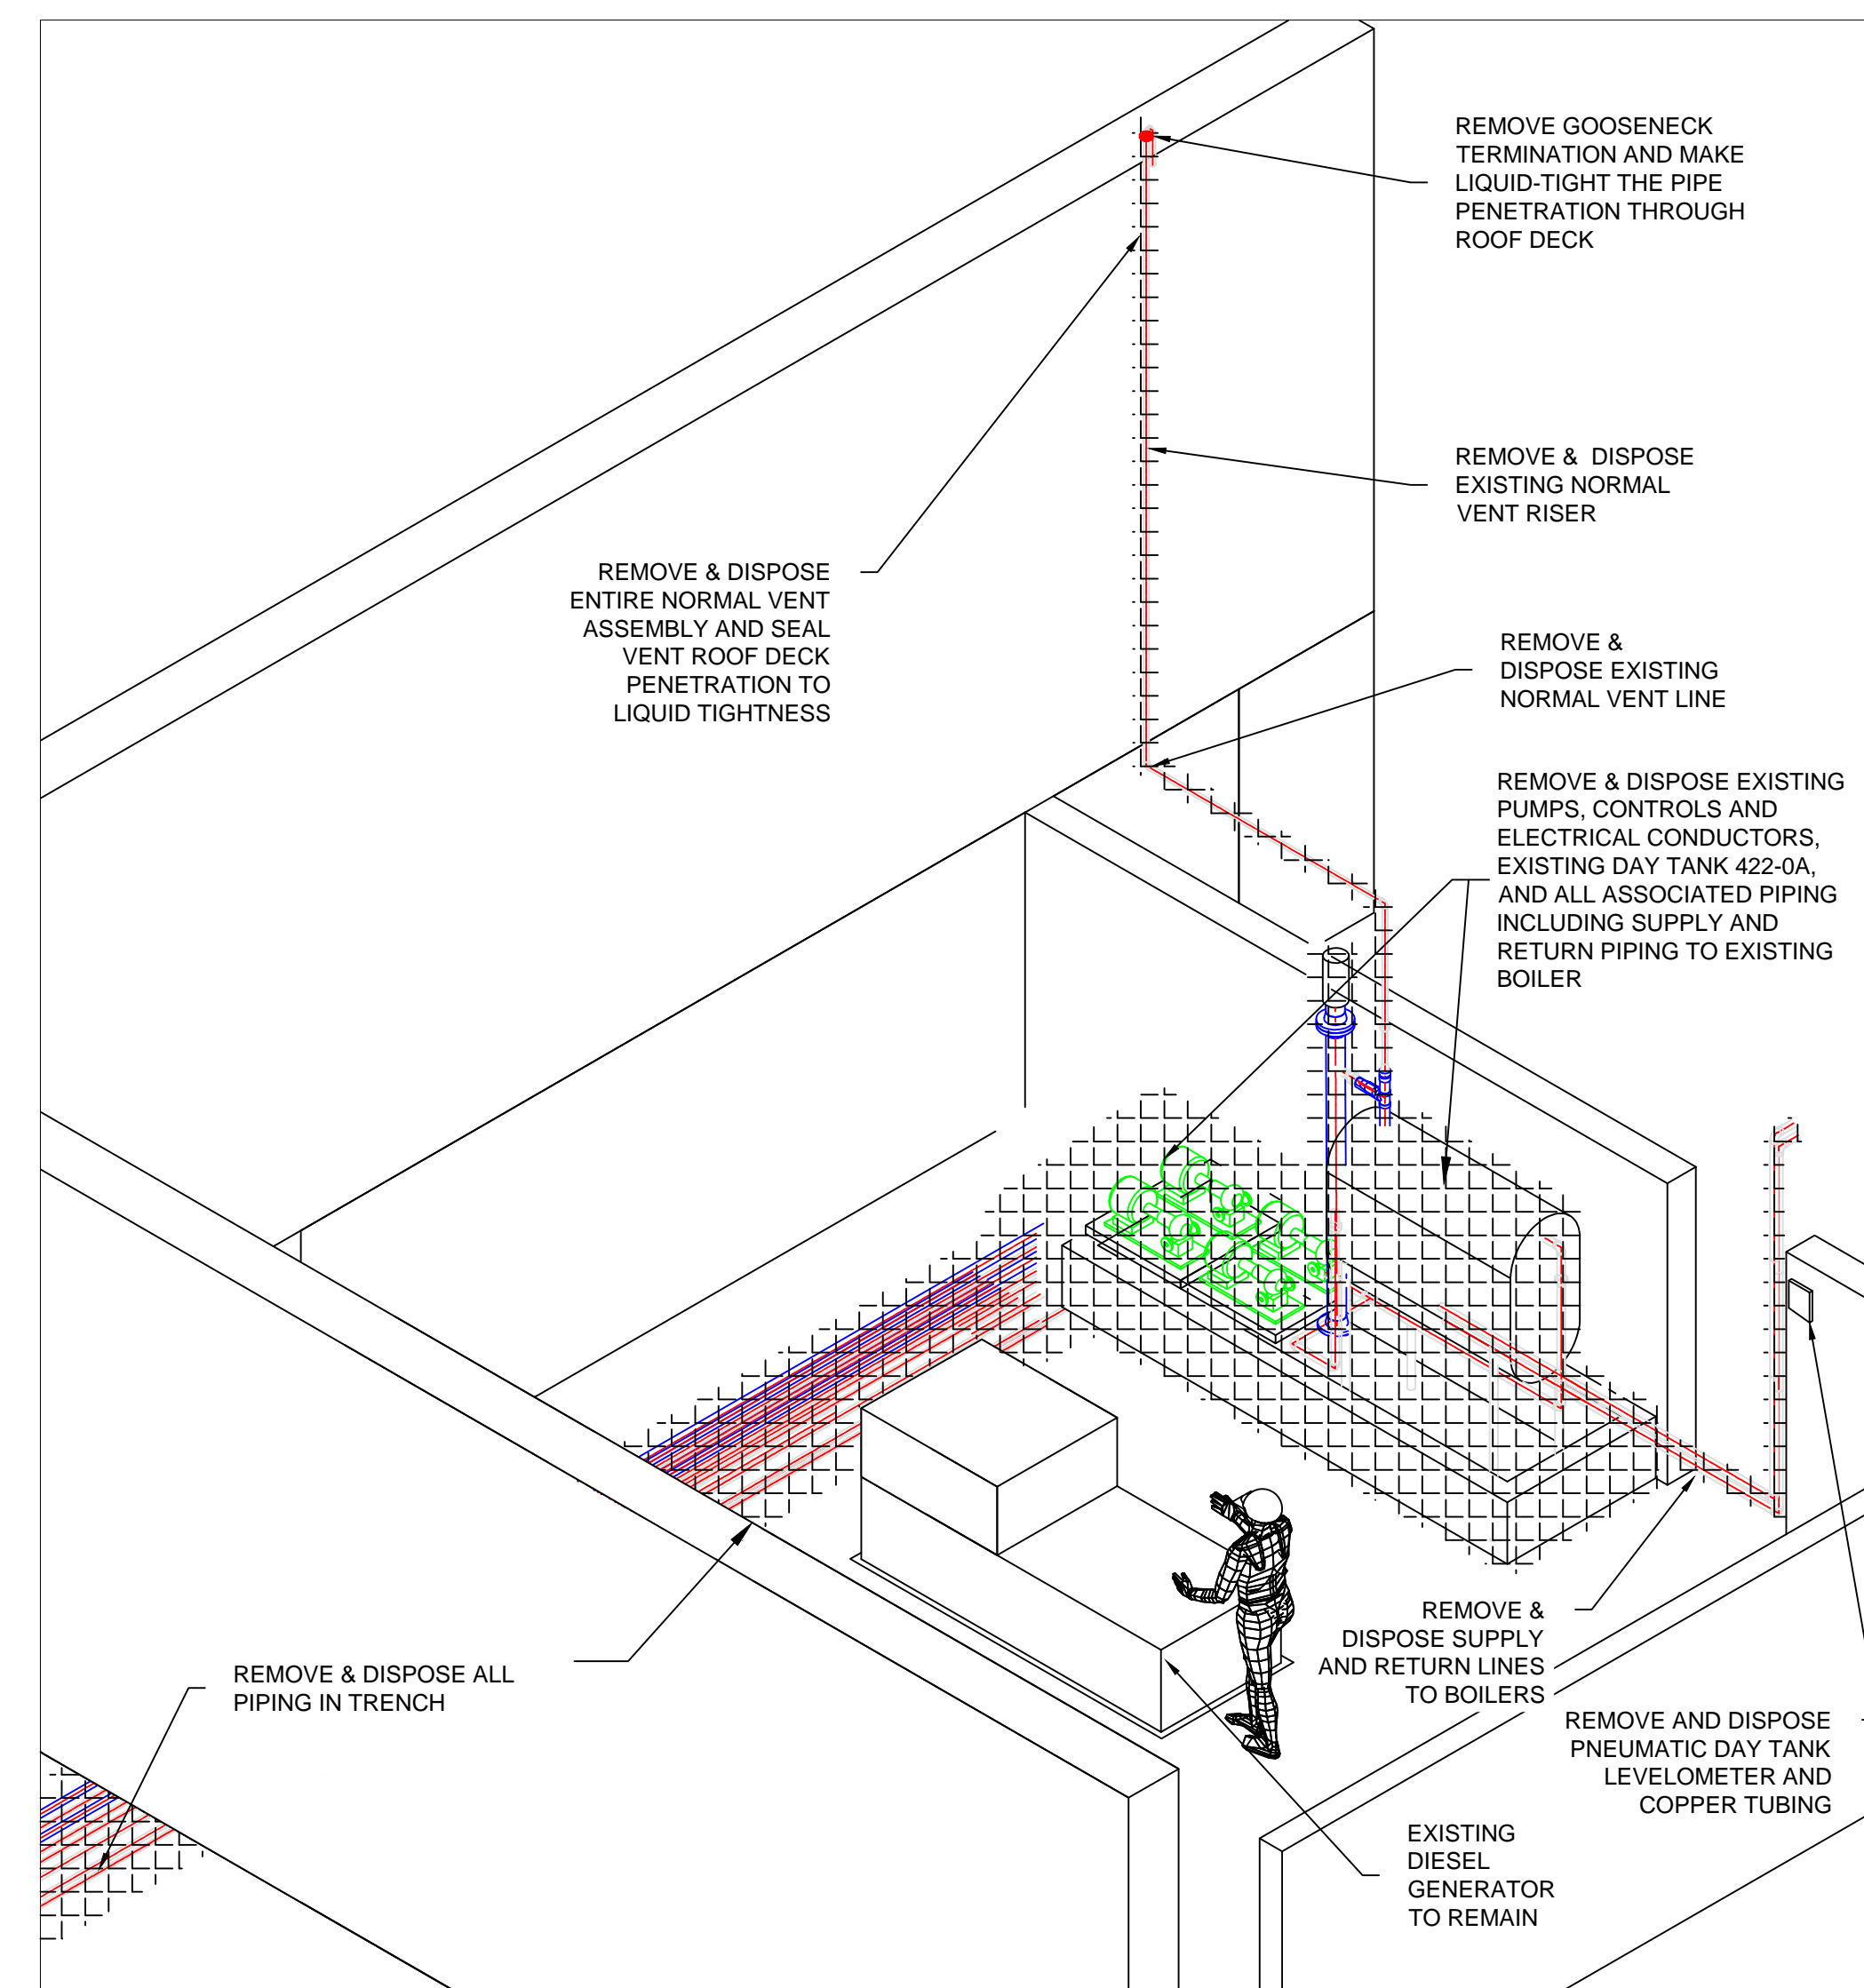 REMOVE GOOSENECK
TERMINATION AND MAKE
LIQUID-TIGHT THE PIPE
PENETRATION THROUGH
ROOF DECK
REMOVE & DISPOSE
EXISTING NORMAL
VENT RISER
REMOVE & DISPOSE
ENTIRE NORMAL VENT
ASSEMBLY AND SEAL
VENT ROOF DECK
PENETRATION TO
LIQUID TIGHTNESS
REMOVE &
DISPOSE EXISTING
NORMAL VENT LINE
REMOVE & DISPOSE EXISTING
PUMPS, CONTROLS AND
ELECTRICAL CONDUCTORS,
EXISTING DAY TANK 422-0A,
AND ALL ASSOCIATED PIPING
INCLUDING SUPPLY AND
RETURN PIPING TO EXISTING
BOILER
REMOVE &
DISPOSE SUPPLY
AND RETURN LINES
TO BOILERS
REMOVE & DISPOSE ALL
PIPING IN TRENCH
REMOVE AND DISPOSE
PNEUMATIC DAY TANK
LEVELOMETER AND
COPPER TUBING
EXISTING
DIESEL
GENERATOR
TO REMAIN